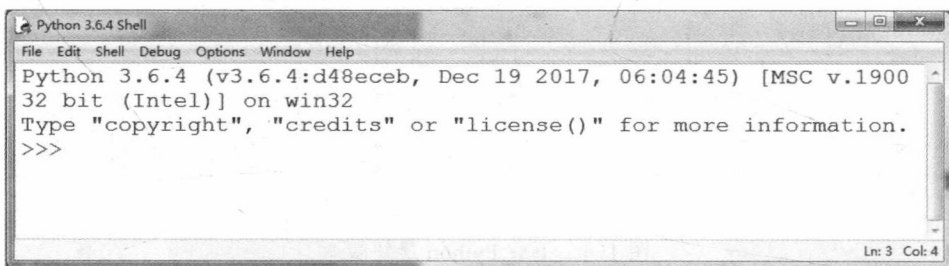 Python 3.6.4 Shell
File Edit Shell Debug Options Window Help
Python 3.6.4 (v3.6.4:d48eceb, Dec 19 2017, 06:04:45) [MSC v.1900
32 bit (Intel)] on win32
Type "copyright", "credits" or "license()" for more information.
>>>
Ln: 3 Col: 4